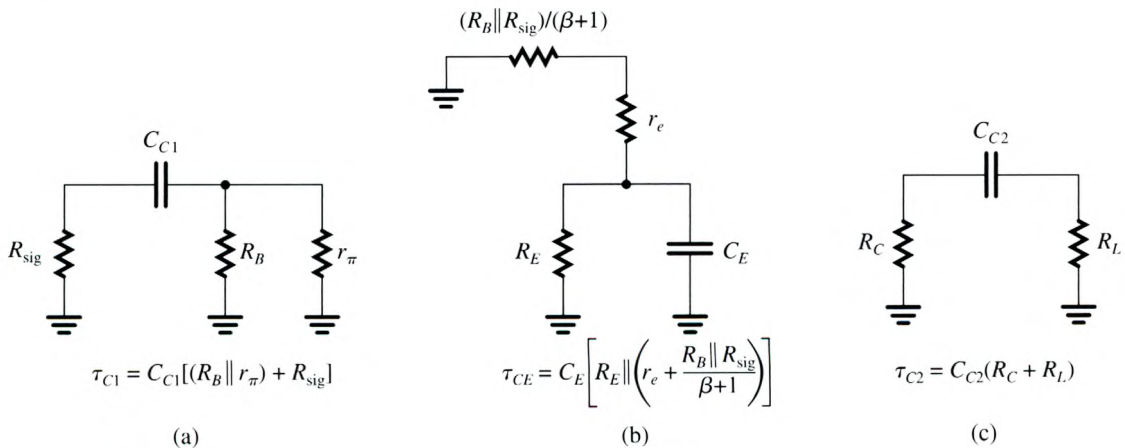 (R_B‖R_sig)/(β+1)
r_e
C_C1
R_sig
R_B
r_π
R_E
C_E
C_C2
R_C
R_L
τ_C1 = C_C1[(R_B‖r_π) + R_sig]
τ_CE = C_E[R_E‖(r_e + (R_B‖R_sig)/(β+1))]
τ_C2 = C_C2(R_C + R_L)
(a)
(b)
(c)